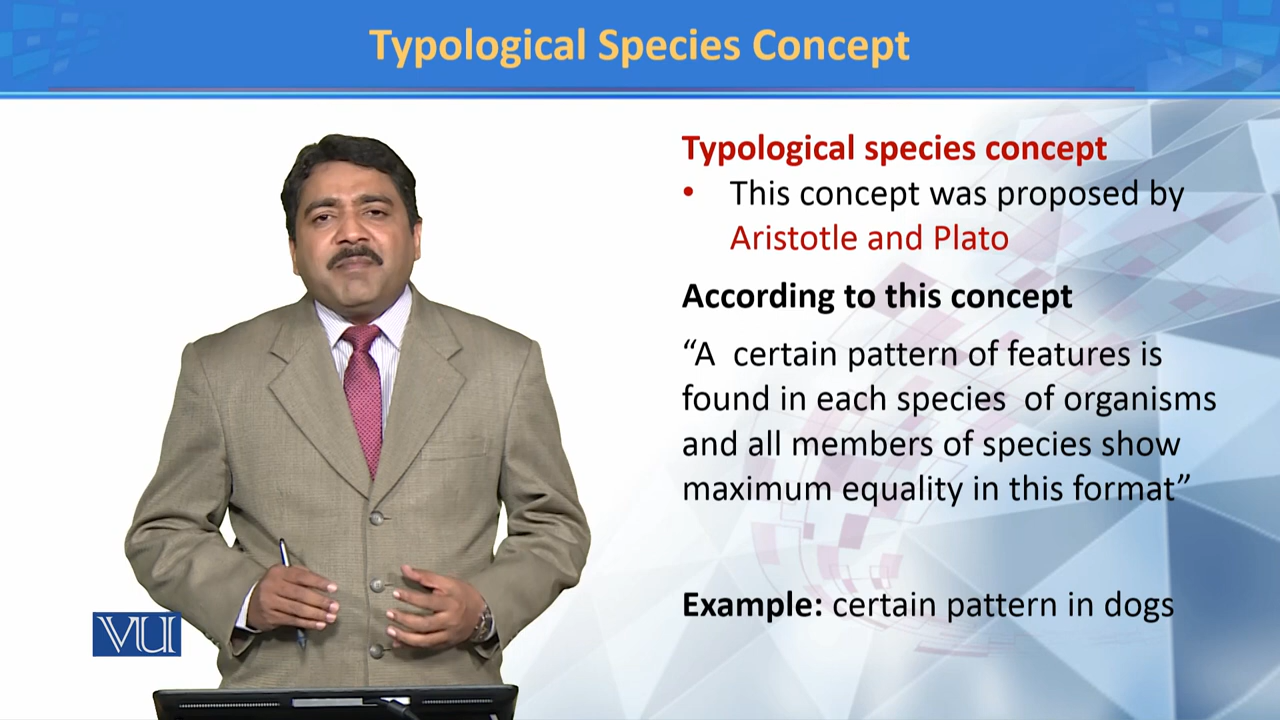 Typological Species Concept
Typological species concept
• This concept was proposed by
Aristotle and Plato
According to this concept
“A certain pattern of features is
found in each species of organisms
and all members of species show
maximum equality in this format”
Example: certain pattern in dogs
VU